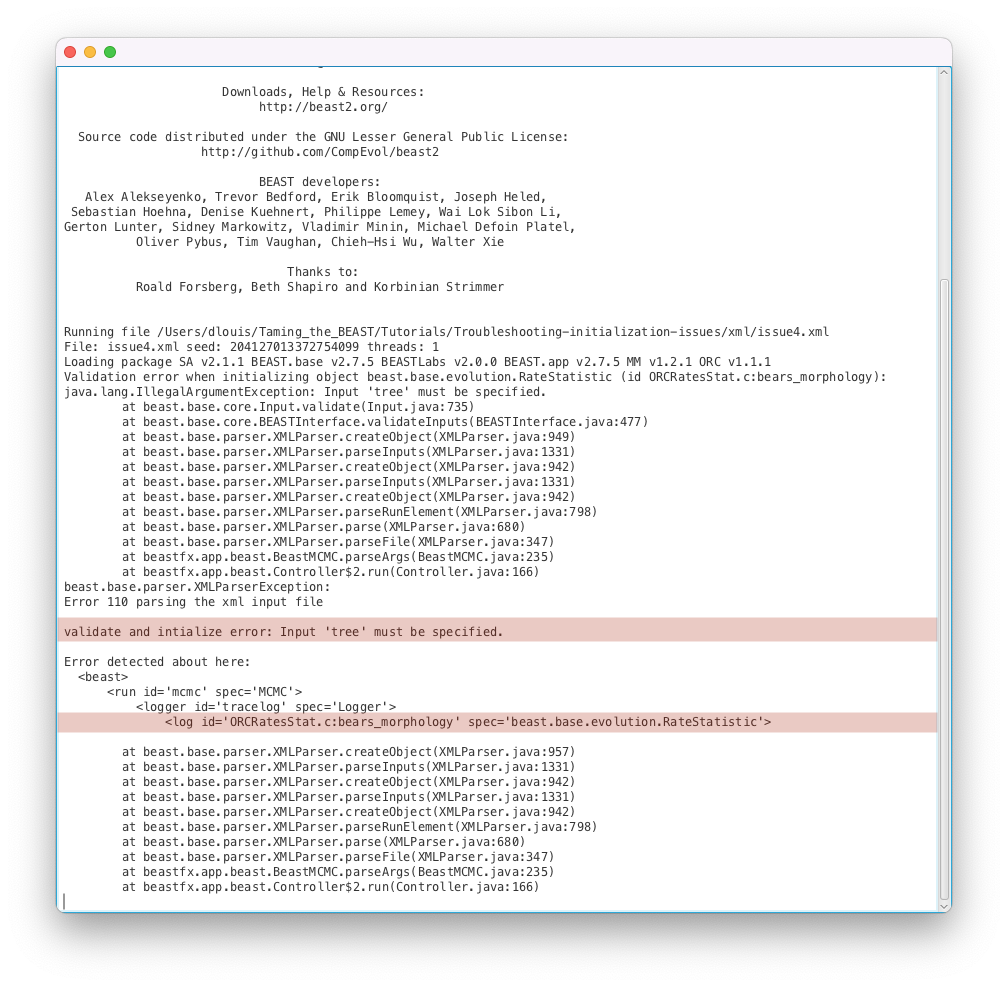 Downloads, Help & Resources:
http://beast2.org/
Source code distributed under the GNU Lesser General Public License:
http://github.com/CompEvol/beast2
BEAST developers:
Alex Alekseyenko, Trevor Bedford, Erik Bloomquist, Joseph Heled,
Sebastian Hoehna, Denise Kuehnert, Philippe Lemey, Wai Lok Sibon Li,
Gerton Lunter, Sidney Markowitz, Vladimir Minin, Michael Defoin Platel,
Oliver Pybus, Tim Vaughan, Chieh-Hsi Wu, Walter Xie
Thanks to:
Roald Forsberg, Beth Shapiro and Korbinian Strimmer
Running file /Users/dlouis/Taming_the_BEAST/Tutorials/Troubleshooting-initialization-issues/xml/issue4.xml
File: issue4.xml seed: 204127013372754099 threads: 1
Loading package SA v2.1.1 BEAST.base v2.7.5 BEASTLabs v2.0.0 BEAST.app v2.7.5 MM v1.2.1 ORC v1.1.1
Validation error when initializing object beast.base.evolution.RateStatistic (id ORCRatesStat.c:bears_morphology):
java.lang.IllegalArgumentException: Input 'tree' must be specified.
at beast.base.core.Input.validate(Input.java:735)
at beast.base.core.BEASTInterface.validateInputs(BEASTInterface.java:477)
at beast.base.parser.XMLParser.createObject(XMLParser.java:949)
at beast.base.parser.XMLParser.parseInputs(XMLParser.java:1331)
at beast.base.parser.XMLParser.createObject(XMLParser.java:942)
at beast.base.parser.XMLParser.parseInputs(XMLParser.java:1331)
at beast.base.parser.XMLParser.createObject(XMLParser.java:942)
at beast.base.parser.XMLParser.parseRunElement(XMLParser.java:798)
at beast.base.parser.XMLParser.parse(XMLParser.java:680)
at beast.base.parser.XMLParser.parseFile(XMLParser.java:347)
at beastfx.app.beast.BeastMCMC.parseArgs(BeastMCMC.java:235)
at beastfx.app.beast.Controller$2.run(Controller.java:166)
beast.base.parser.XMLParserException:
Error 110 parsing the xml input file
validate and intialize error: Input 'tree' must be specified.
Error detected about here:
<beast>
<run id='mcmc' spec='MCMC'>
<logger id='tracelog' spec='Logger'>
<log id='ORCRatesStat.c:bears_morphology' spec='beast.base.evolution.RateStatistic'>
at beast.base.parser.XMLParser.createObject(XMLParser.java:957)
at beast.base.parser.XMLParser.parseInputs(XMLParser.java:1331)
at beast.base.parser.XMLParser.createObject(XMLParser.java:942)
at beast.base.parser.XMLParser.parseInputs(XMLParser.java:1331)
at beast.base.parser.XMLParser.createObject(XMLParser.java:942)
at beast.base.parser.XMLParser.parseRunElement(XMLParser.java:798)
at beast.base.parser.XMLParser.parse(XMLParser.java:680)
at beast.base.parser.XMLParser.parseFile(XMLParser.java:347)
at beastfx.app.beast.BeastMCMC.parseArgs(BeastMCMC.java:235)
at beastfx.app.beast.Controller$2.run(Controller.java:166)